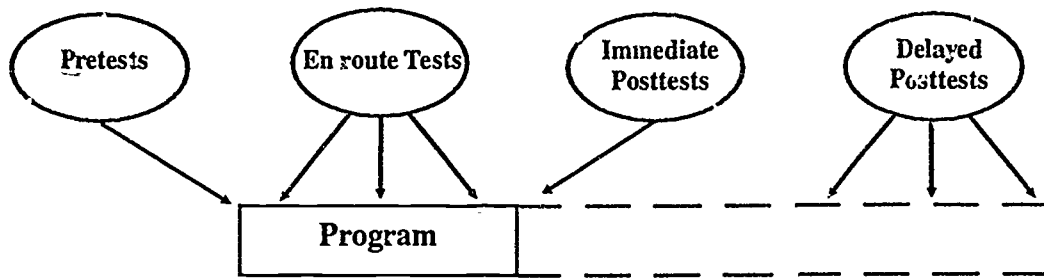 Pretests
En route Tests
Immediate
Posttests
Delayed
Posttests
Program